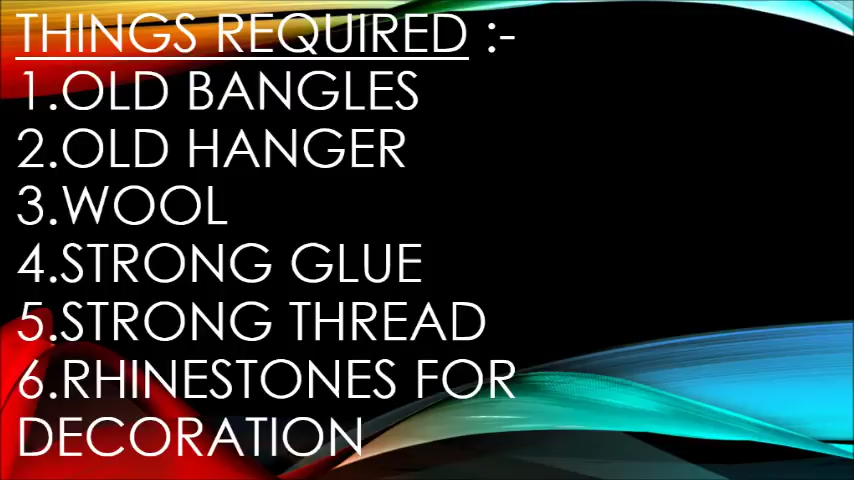 THINGS REQUIRED :-
1.OLD BANGLES
2.OLD HANGER
3.WOOL
4.STRONG GLUE
5.STRONG THREAD
6.RHINESTONES FOR
DECORATION